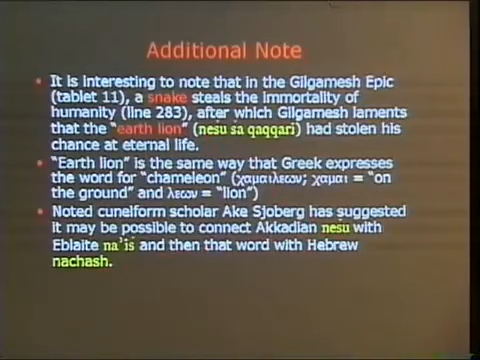 Additional Note
• It is interesting to note that in the Gilgamesh Epic
(tablet 11), a snake steals the immortality of
humanity (line 283), after which Gilgamesh laments
that the "earth lion" (nešu sa qaqqari) had stolen his
chance at eternal life.
• "Earth lion" is the same way that Greek expresses
the word for "chameleon" (χαμαιλεων; χαμαι = "on
the ground" and λεων = "lion")
• Noted cuneiform scholar Ake Sjoberg has suggested
it may be possible to connect Akkadian nešu with
Eblaite na'iš and then that word with Hebrew
nachash.